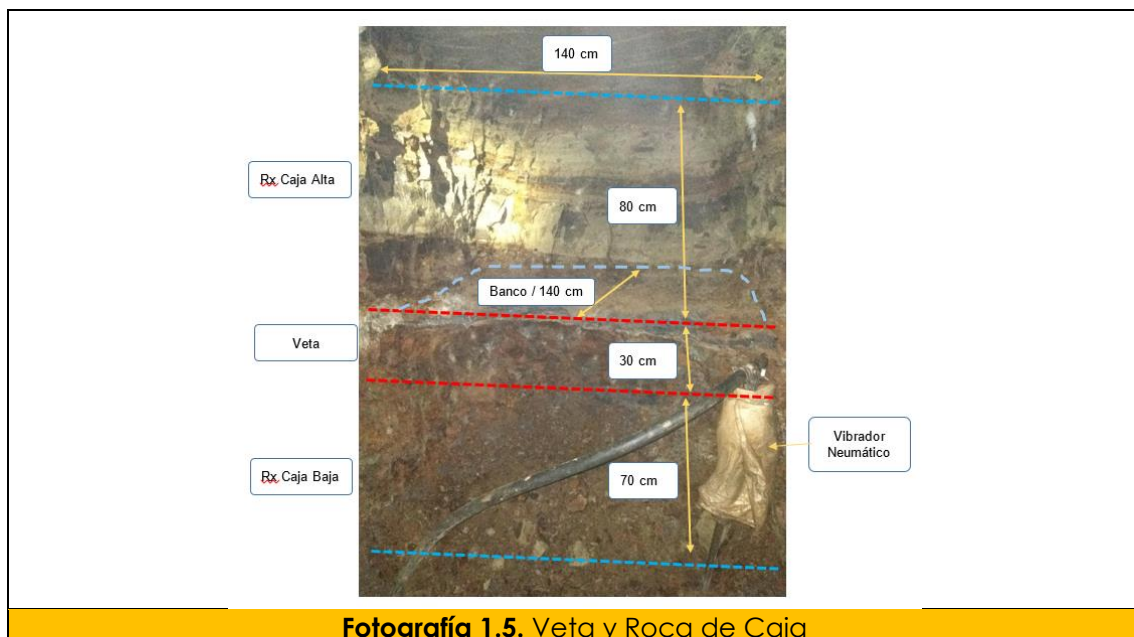 140 cm
Rx Caja Alta
80 cm
Banco / 140 cm
Veta
30 cm
Vibrador
Neumático
Rx Caja Baja
70 cm
Fotografía 1.5. Veta y Roca de Caja